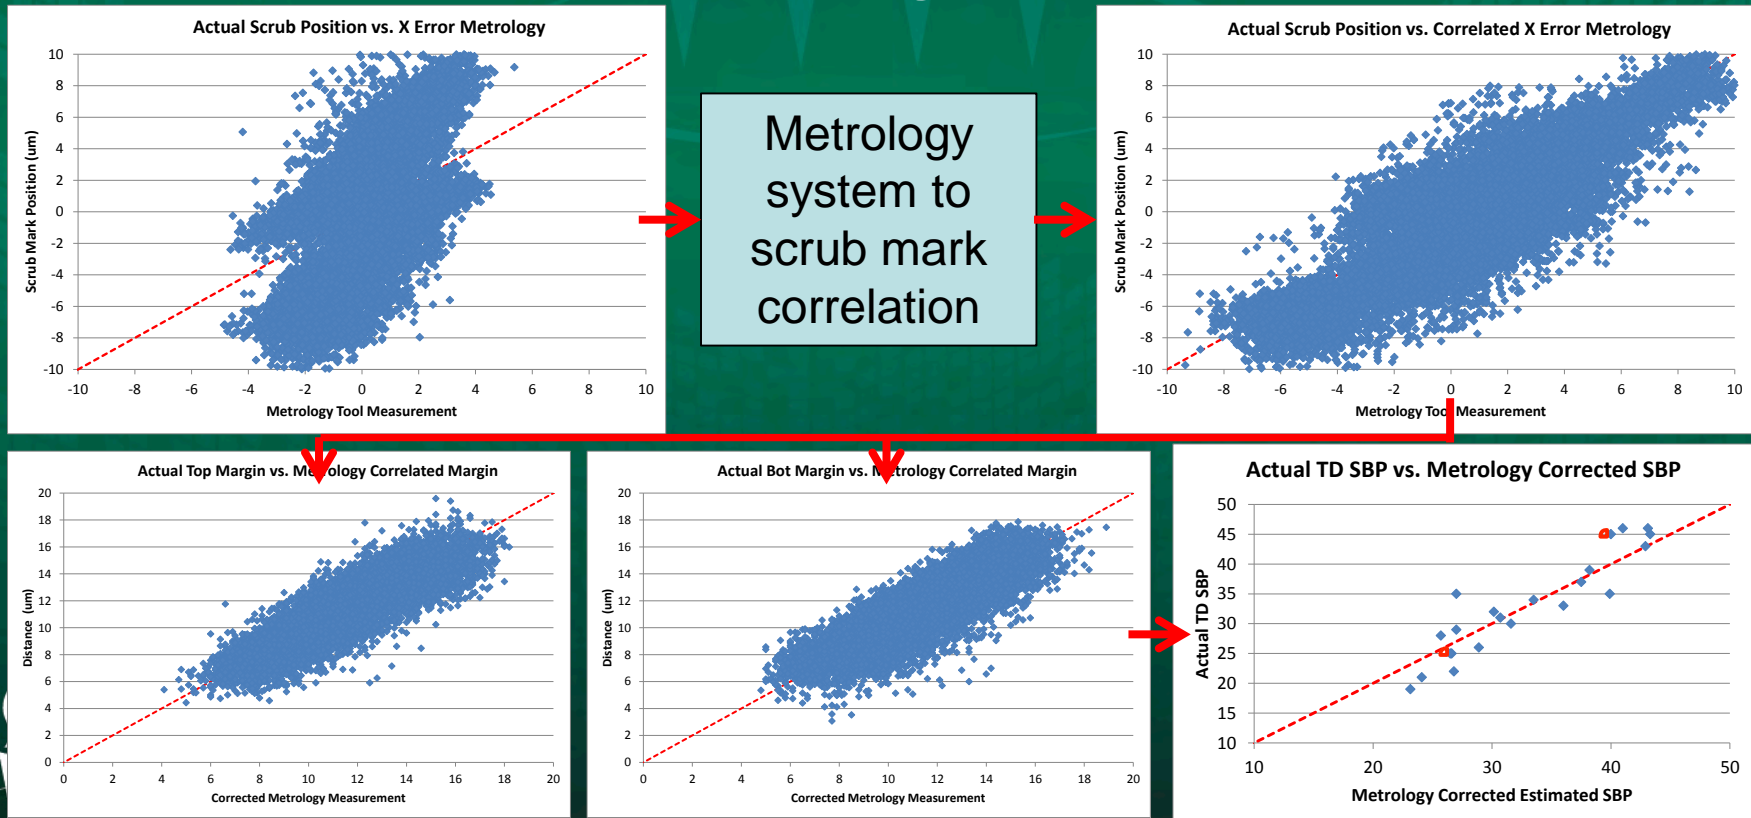 Actual Scrub Position vs. X Error Metrology
Scrub Mark Position (um)
10
8
6
4
2
0
-2
-4
-6
-8
-10
-10 -8 -6 -4 -2 0 2 4 6 8 10
Metrology Tool Measurement
Metrology
system to
scrub mark
correlation
Actual Scrub Position vs. Correlated X Error Metrology
Scrub Mark Position (um)
10
8
6
4
2
0
-2
-4
-6
-8
-10
-10 -8 -6 -4 -2 0 2 4 6 8 10
Metrology Tool Measurement
Actual Top Margin vs. Metrology Correlated Margin
Distance (um)
20
18
16
14
12
10
8
6
4
2
0
0 2 4 6 8 10 12 14 16 18 20
Corrected Metrology Measurement
Actual Bot Margin vs. Metrology Correlated Margin
Distance (um)
20
18
16
14
12
10
8
6
4
2
0
0 2 4 6 8 10 12 14 16 18 20
Corrected Metrology Measurement
Actual TD SBP vs. Metrology Corrected SBP
Actual TD SBP
50
45
40
35
30
25
20
15
10
10 20 30 40 50
Metrology Corrected Estimated SBP